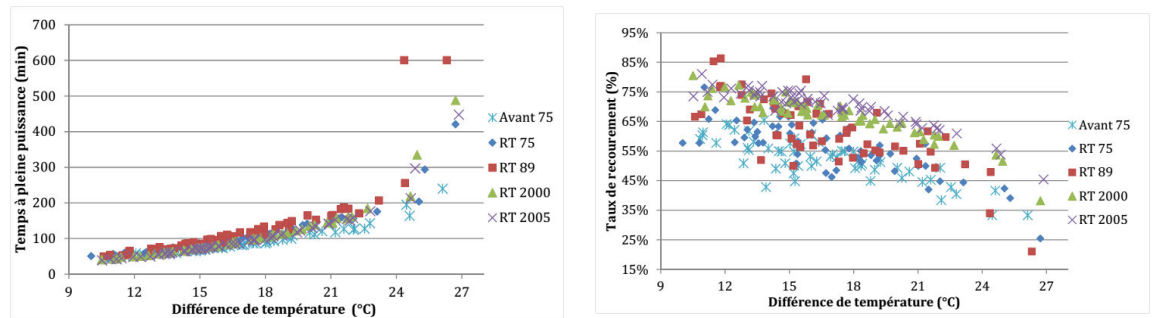 Temps à pleine puissance (min)
700
600
500
400
300
200
100
0
9 12 15 18 21 24 27
Différence de température (°C)
Avant 75
RT 75
RT 89
RT 2000
RT 2005
Taux de recourement (%)
95%
85%
75%
65%
55%
45%
35%
25%
15%
9 12 15 18 21 24 27
Différence de température (°C)
Avant 75
RT 75
RT 89
RT 2000
RT 2005